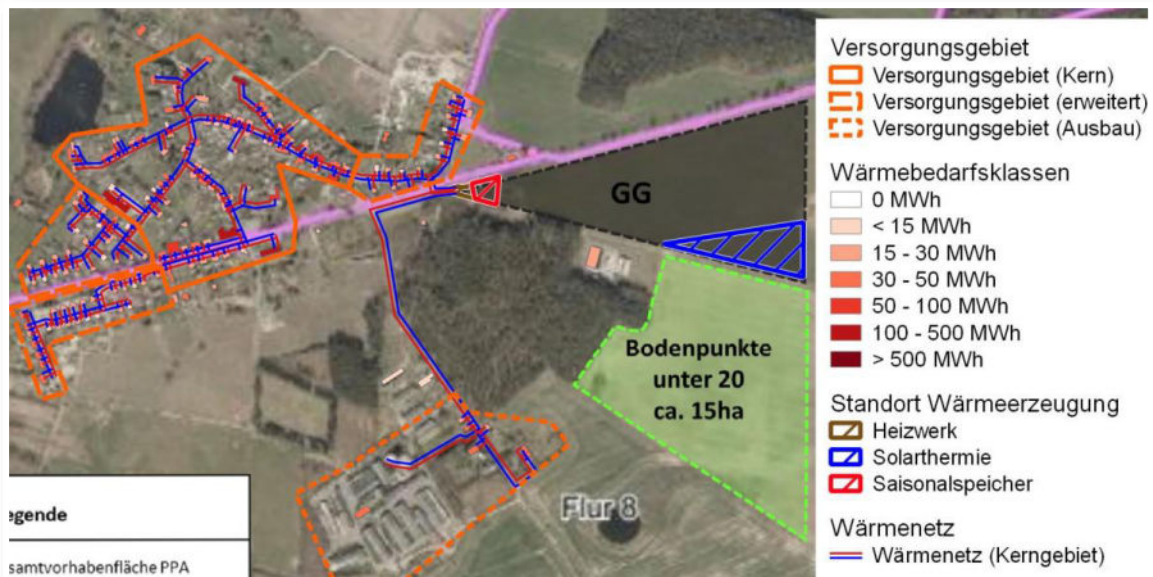 GG
Bodenpunkte
unter 20
ca. 15ha
Flur 8
egende
samtvorhabenfläche PPA
Versorgungsgebiet
Versorgungsgebiet (Kern)
Versorgungsgebiet (erweitert)
Versorgungsgebiet (Ausbau)
Wärmebedarfsklassen
0 MWh
< 15 MWh
15 - 30 MWh
30 - 50 MWh
50 - 100 MWh
100 - 500 MWh
> 500 MWh
Standort Wärmeerzeugung
Heizwerk
Solarthermie
Saisonalspeicher
Wärmenetz
Wärmenetz (Kerngebiet)